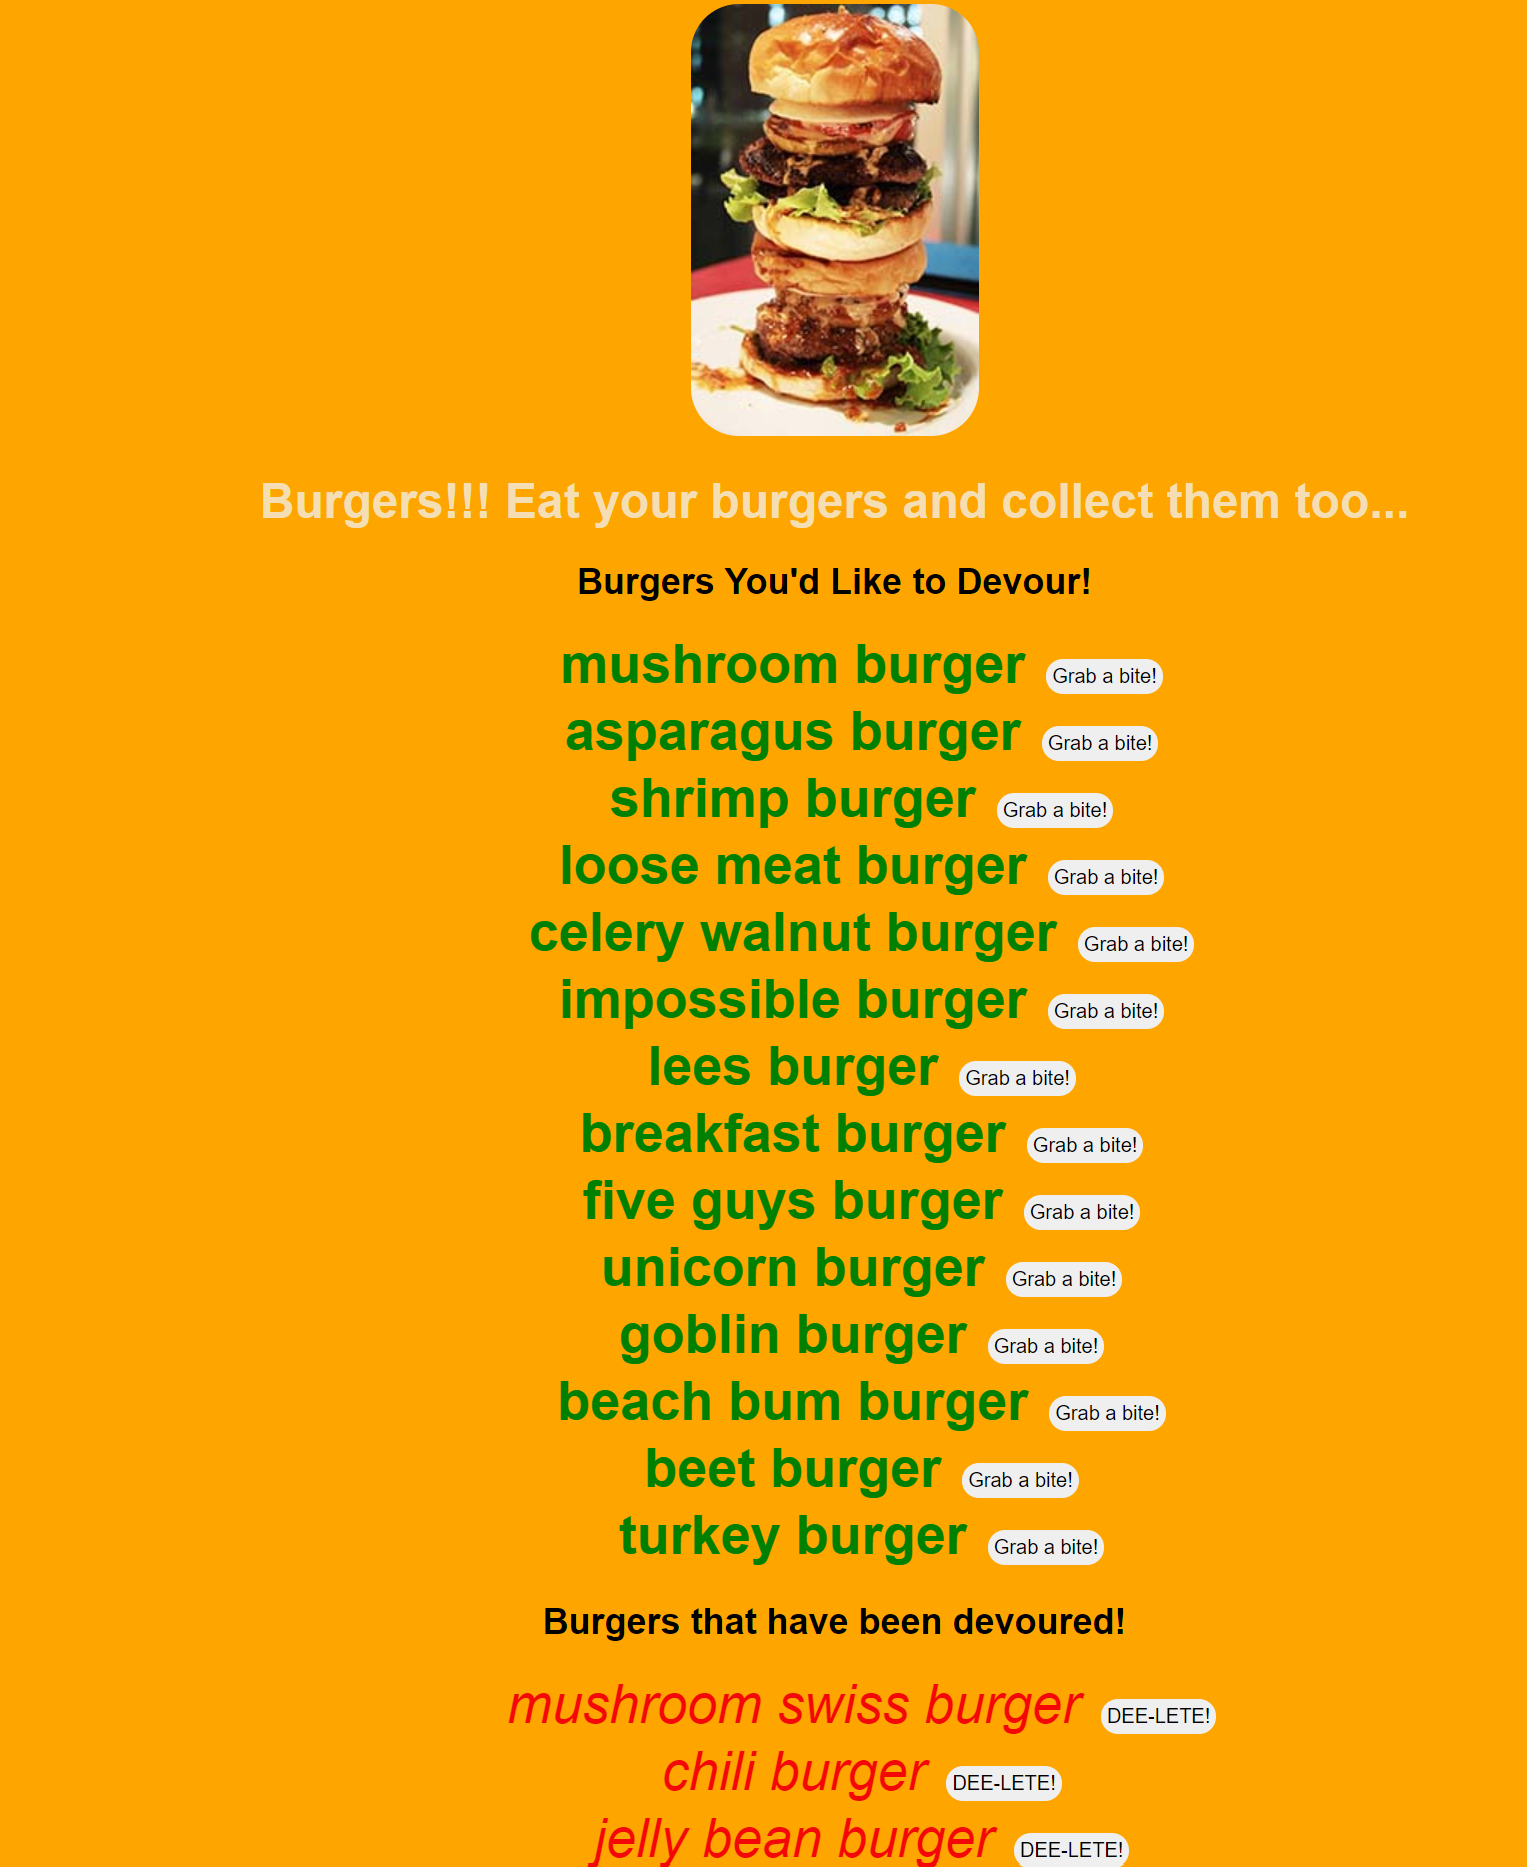 Burgers!!! Eat your burgers and collect them too...
Burgers You'd Like to Devour!
mushroom burger Grab a bite!
asparagus burger Grab a bite!
shrimp burger Grab a bite!
loose meat burger Grab a bite!
celery walnut burger Grab a bite!
impossible burger Grab a bite!
lees burger Grab a bite!
breakfast burger Grab a bite!
five guys burger Grab a bite!
unicorn burger Grab a bite!
goblin burger Grab a bite!
beach bum burger Grab a bite!
beet burger Grab a bite!
turkey burger Grab a bite!
Burgers that have been devoured!
mushroom swiss burger DEE-LETE!
chili burger DEE-LETE!
jelly bean burger DEE-LETE!